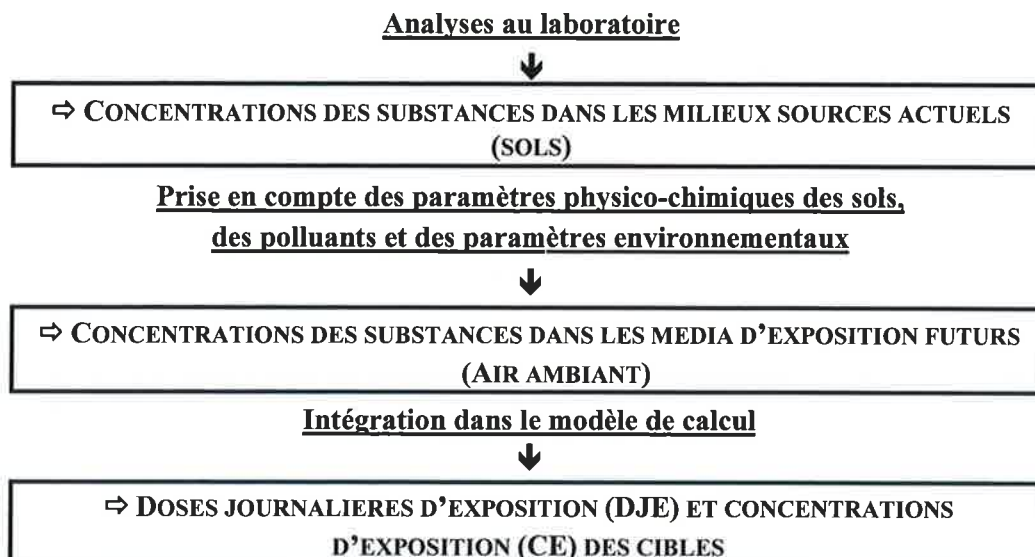 Analyses au laboratoire
⇨ CONCENTRATIONS DES SUBSTANCES DANS LES MILIEUX SOURCES ACTUELS
(SOLS)
Prise en compte des paramètres physico-chimiques des sols,
des polluants et des paramètres environnementaux
⇨ CONCENTRATIONS DES SUBSTANCES DANS LES MEDIA D'EXPOSITION FUTURS
(AIR AMBIANT)
Intégration dans le modèle de calcul
⇨ DOSES JOURNALIERES D'EXPOSITION (DJE) ET CONCENTRATIONS
D'EXPOSITION (CE) DES CIBLES